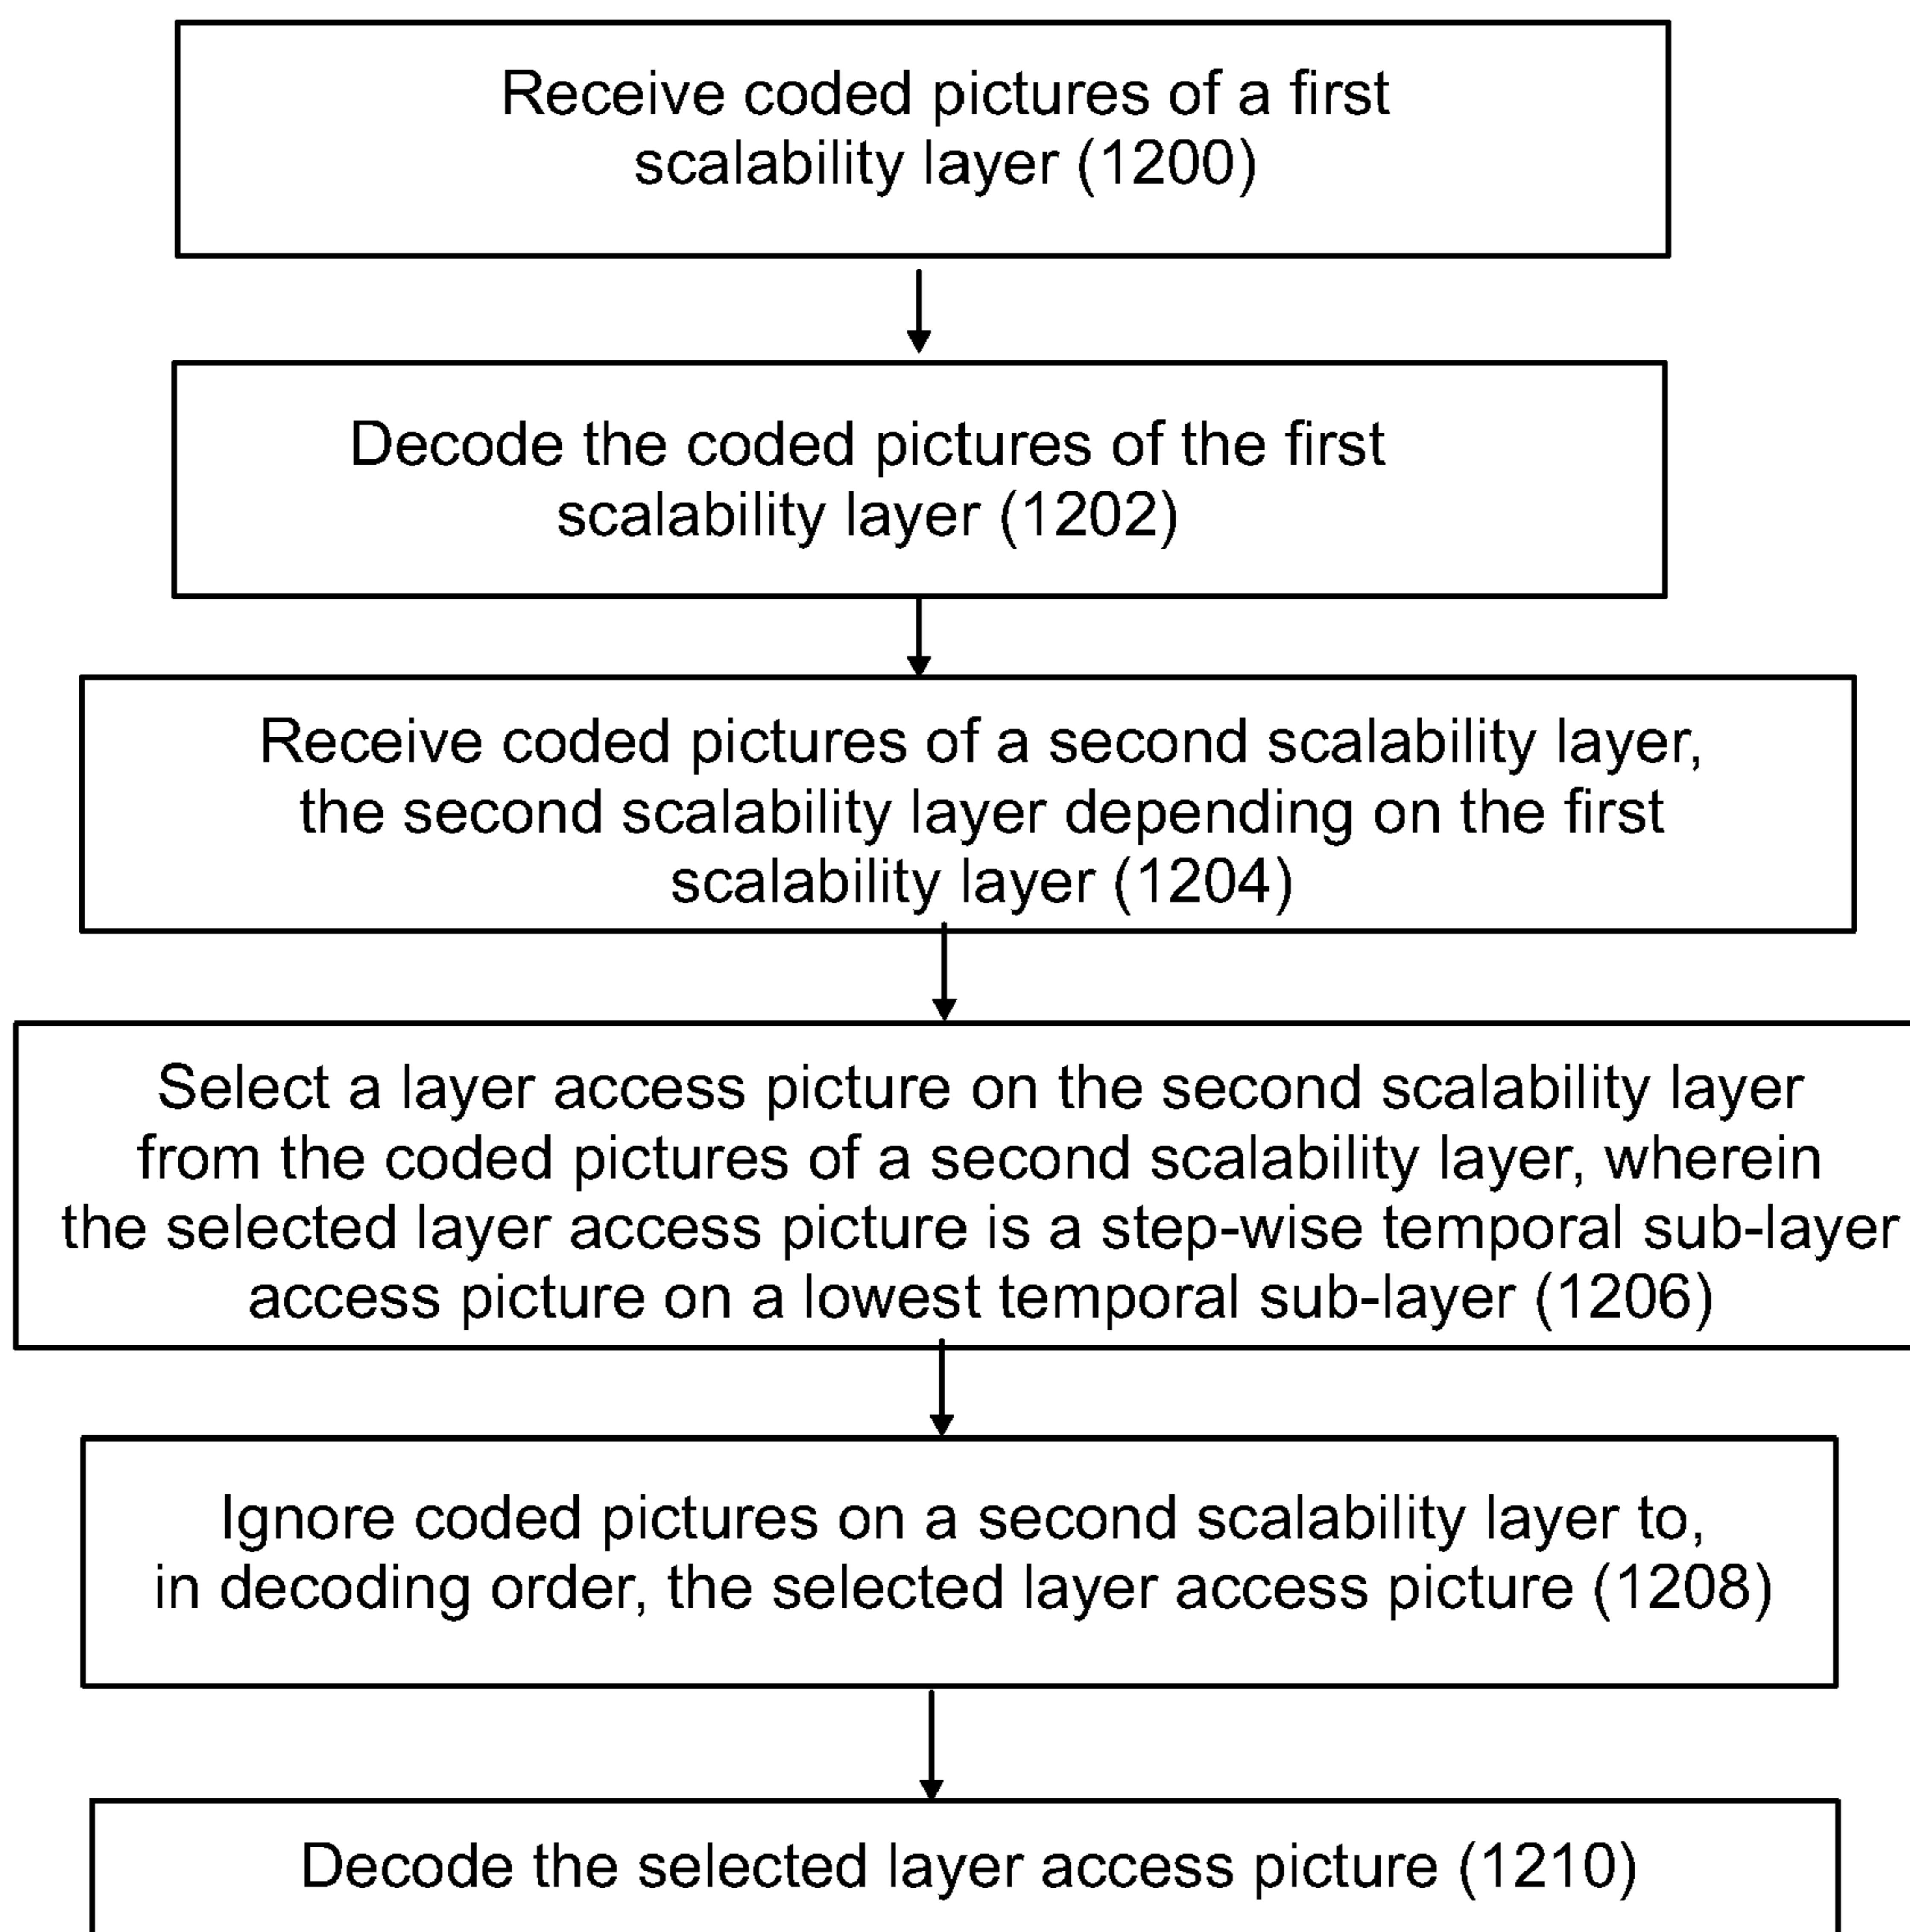 Receive coded pictures of a first
scalability layer (1200)
Decode the coded pictures of the first
scalability layer (1202)
Receive coded pictures of a second scalability layer,
the second scalability layer depending on the first
scalability layer (1204)
Select a layer access picture on the second scalability layer
from the coded pictures of a second scalability layer, wherein
the selected layer access picture is a step-wise temporal sub-layer
access picture on a lowest temporal sub-layer (1206)
Ignore coded pictures on a second scalability layer to,
in decoding order, the selected layer access picture (1208)
Decode the selected layer access picture (1210)